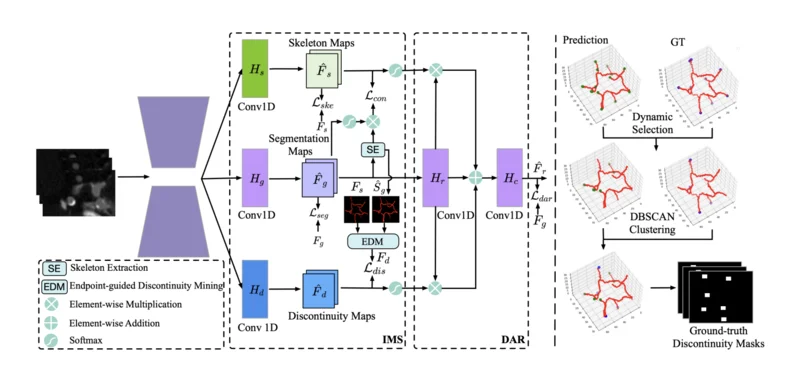 Skeleton Maps
H_s
F̂_s
Conv1D
L_ske
F_s
L_con
Segmentation
Maps
SE
H_g
F̂_g
F_s
Ŝ_g
H_r
H_c
F̂_r
Conv1D
Conv1D
Conv1D
L_seg
F_g
L_dar
F_g
EDM
F_d
L_dis
H_d
F̂_d
Conv 1D
Discontinuity Maps
IMS
DAR
SE
Skeleton Extraction
EDM
Endpoint-guided Discontinuity Mining
Element-wise Multiplication
Element-wise Addition
Softmax
Prediction
GT
Dynamic
Selection
DBSCAN
Clustering
Ground-truth
Discontinuity Masks